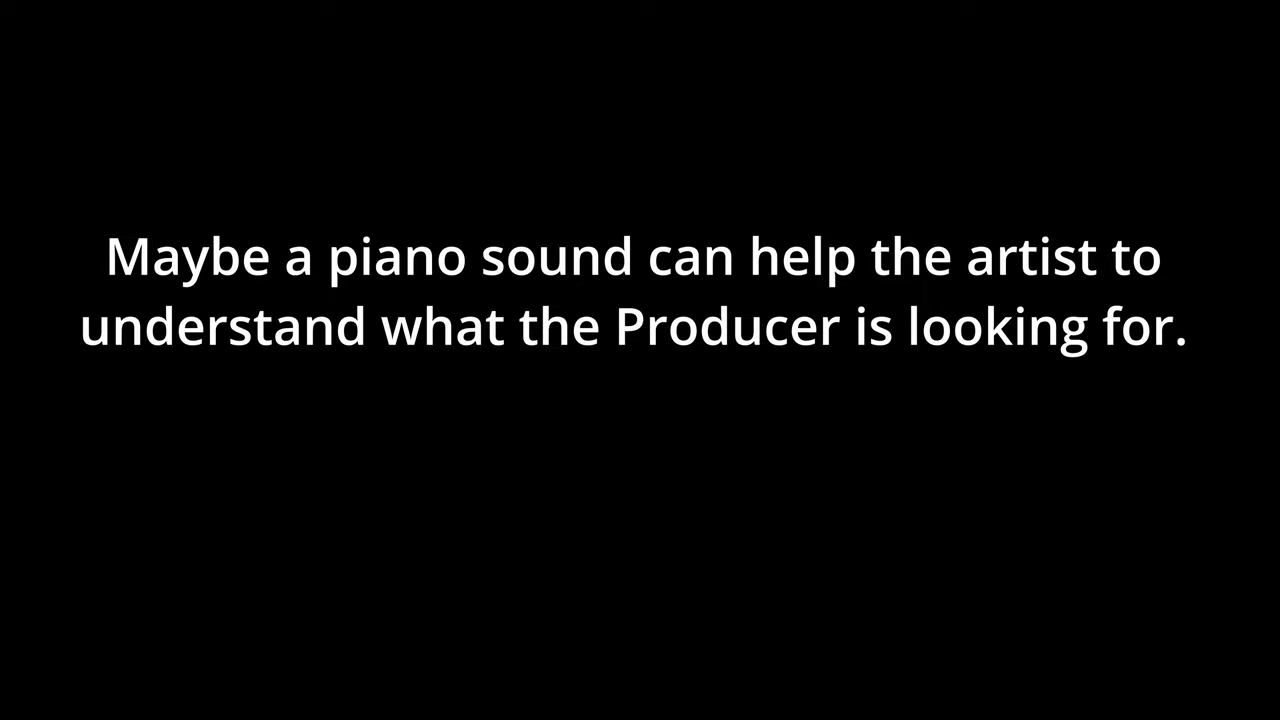 Maybe a piano sound can help the artist to
understand what the Producer is looking for.